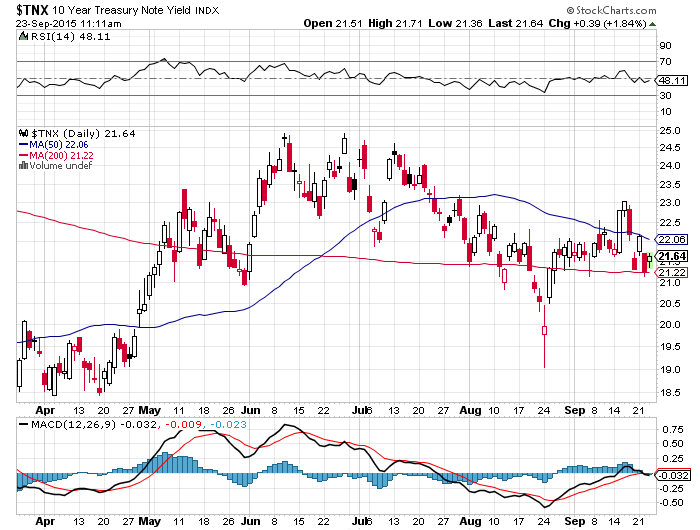 $TNX 10 Year Treasury Note Yield INDX
© StockCharts.com
23-Sep-2015 11:11am
Open 21.51 High 21.71 Low 21.36 Last 21.64 Chg +0.39 (+1.84%)
RSI(14) 48.11
90
70
48.11
30
10
$TNX (Daily) 21.64
MA(50) 22.06
MA(200) 21.22
Volume undef
25.0
24.5
24.0
23.5
23.0
22.5
22.06
21.64
21.5
21.22
21.0
20.5
20.0
19.5
19.0
18.5
Apr 13 20 27 May 11 18 26 Jun 8 15 22 Jul 6 13 20 27 Aug 10 17 24 Sep 8 14 21
MACD(12,26,9) -0.032, -0.009, -0.023
0.75
0.50
0.25
-0.032
-0.25
-0.50
Apr 13 20 27 May 11 18 26 Jun 8 15 22 Jul 6 13 20 27 Aug 10 17 24 Sep 8 14 21